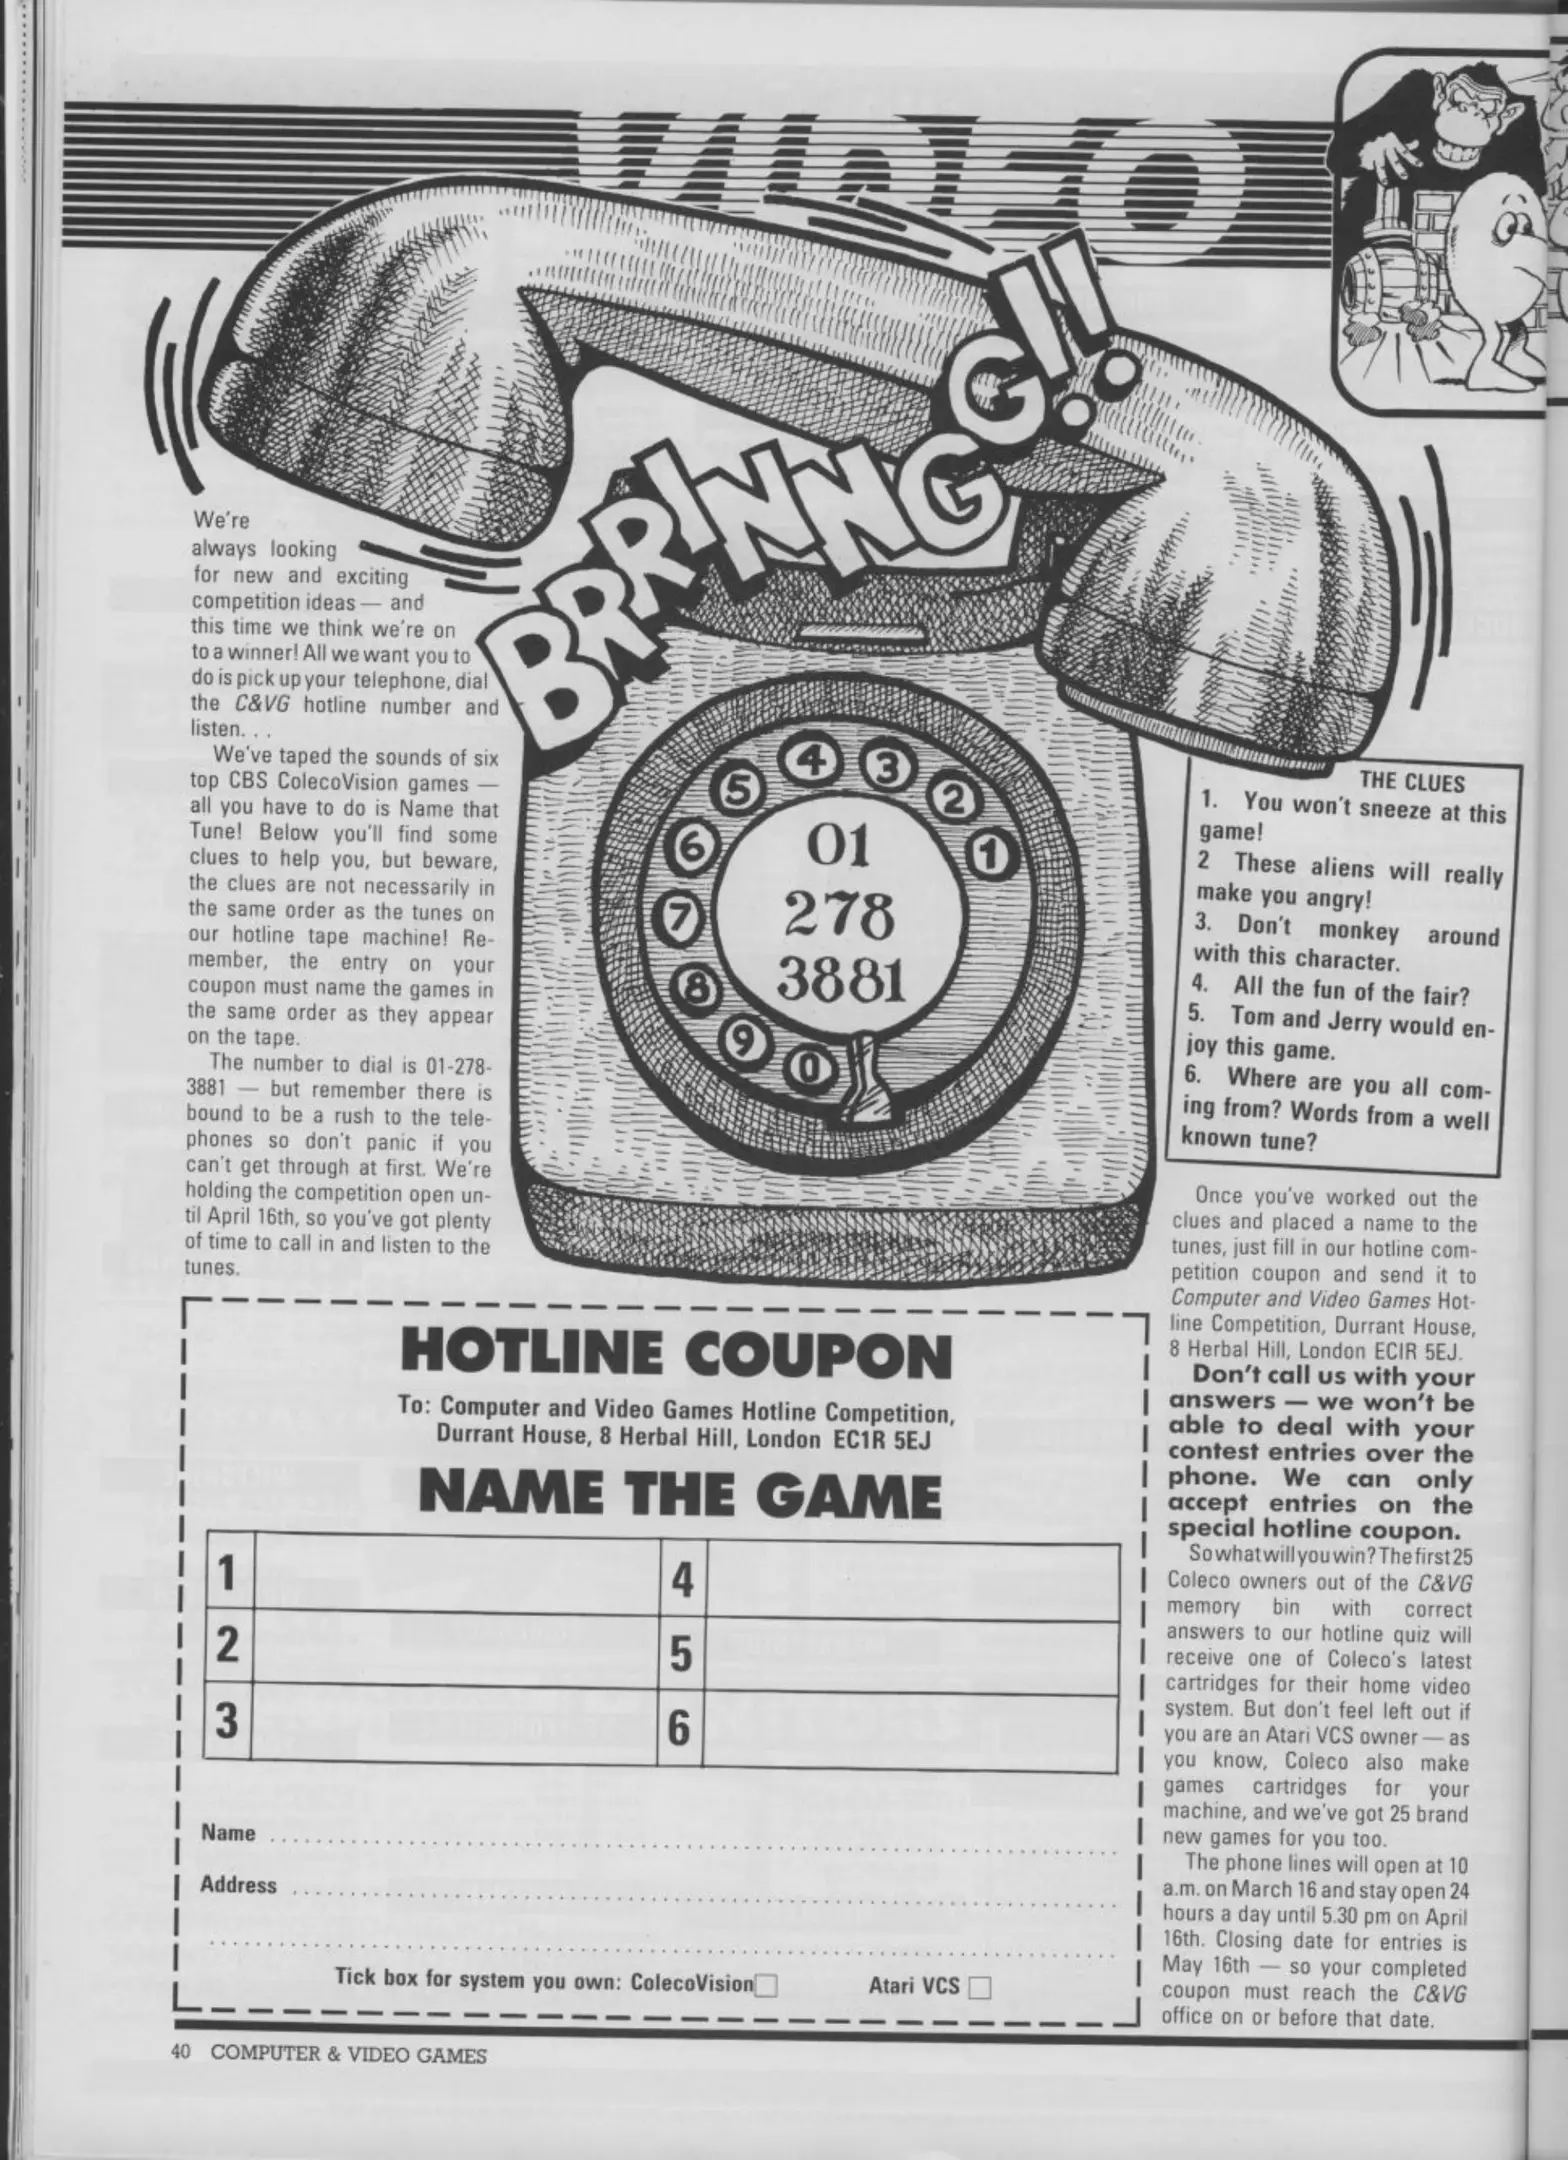 BRRRINNGGG!!
We're
always looking
for new and exciting
competition ideas — and
this time we think we're on
to a winner! All we want you to
do is pick up your telephone, dial
the C&VG hotline number and
listen. . .
We've taped the sounds of six
top CBS ColecoVision games —
all you have to do is Name that
Tune! Below you'll find some
clues to help you, but beware,
the clues are not necessarily in
the same order as the tunes on
our hotline tape machine! Re-
member, the entry on your
coupon must name the games in
the same order as they appear
on the tape.
The number to dial is 01-278-
3881 — but remember there is
bound to be a rush to the tele-
phones so don't panic if you
can't get through at first. We're
holding the competition open un-
til April 16th, so you've got plenty
of time to call in and listen to the
tunes.
4 3
5 2
6 1
7
8
9
0
01
278
3881
THE CLUES
1. You won't sneeze at this
game!
2 These aliens will really
make you angry!
3. Don't monkey around
with this character.
4. All the fun of the fair?
5. Tom and Jerry would en-
joy this game.
6. Where are you all com-
ing from? Words from a well
known tune?
Once you've worked out the
clues and placed a name to the
tunes, just fill in our hotline com-
petition coupon and send it to
Computer and Video Games Hot-
line Competition, Durrant House,
8 Herbal Hill, London ECIR 5EJ.
Don't call us with your
answers — we won't be
able to deal with your
contest entries over the
phone. We can only
accept entries on the
special hotline coupon.
So what will you win? The first 25
Coleco owners out of the C&VG
memory bin with correct
answers to our hotline quiz will
receive one of Coleco's latest
cartridges for their home video
system. But don't feel left out if
you are an Atari VCS owner — as
you know, Coleco also make
games cartridges for your
machine, and we've got 25 brand
new games for you too.
The phone lines will open at 10
a.m. on March 16 and stay open 24
hours a day until 5.30 pm on April
16th. Closing date for entries is
May 16th — so your completed
coupon must reach the C&VG
office on or before that date.
HOTLINE COUPON
To: Computer and Video Games Hotline Competition,
Durrant House, 8 Herbal Hill, London EC1R 5EJ
NAME THE GAME
1 4
2 5
3 6
Name
Address
Tick box for system you own: ColecoVision Atari VCS
40 COMPUTER & VIDEO GAMES